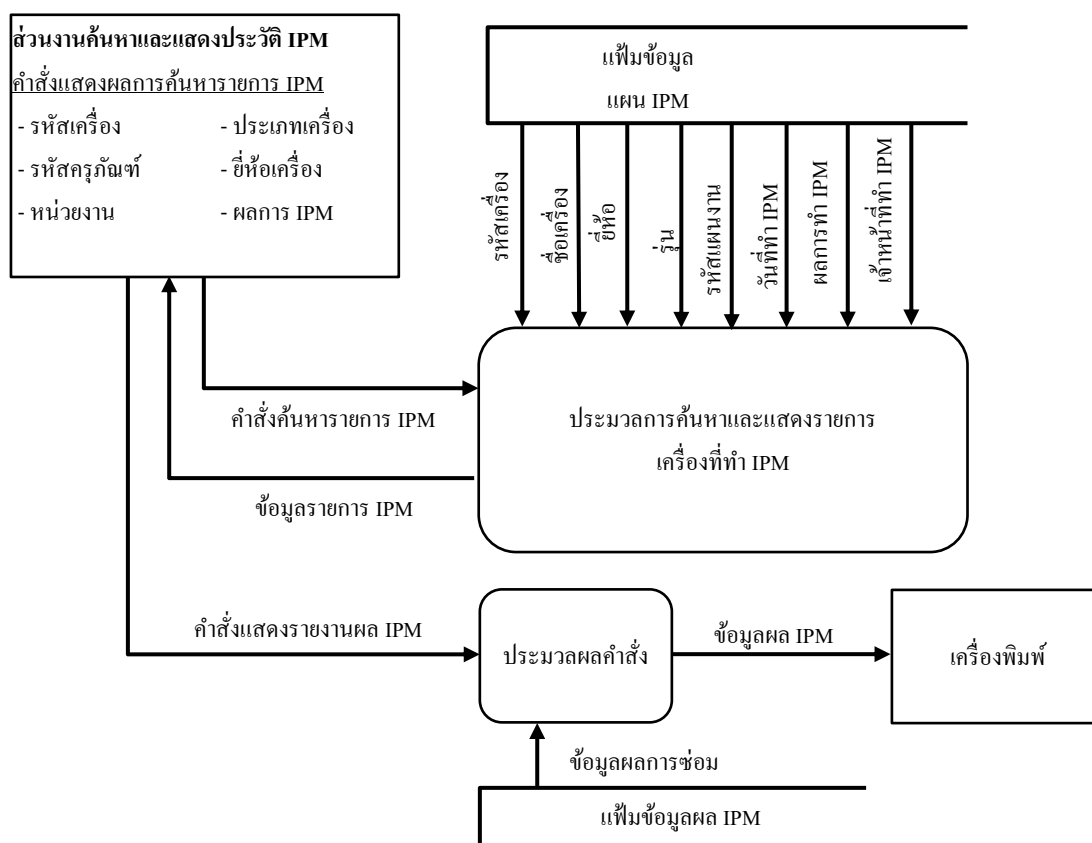 ส่วนงานค้นหาและแสดงประวัติ IPM
คำสั่งแสดงผลการค้นหารายการ IPM
- รหัสเครื่อง - ประเภทเครื่อง
- รหัสครุภัณฑ์ - ยี่ห้อเครื่อง
- หน่วยงาน - ผลการ IPM
แฟ้มข้อมูล
แผน IPM
รหัสเครื่อง
ชื่อเครื่อง
ยี่ห้อ
รุ่น
รหัสแผนงาน
วันที่ทำ IPM
ผลการทำ IPM
เจ้าหน้าที่ทำ IPM
คำสั่งค้นหารายการ IPM
ประมวลการค้นหาและแสดงรายการ
เครื่องที่ทำ IPM
ข้อมูลรายการ IPM
คำสั่งแสดงรายงานผล IPM
ประมวลผลคำสั่ง
ข้อมูลผล IPM
เครื่องพิมพ์
ข้อมูลผลการซ่อม
แฟ้มข้อมูลผล IPM